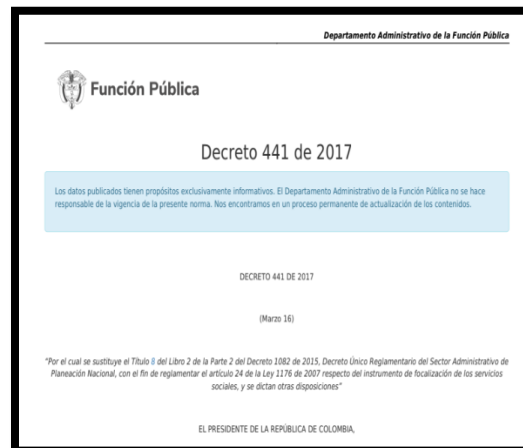 Departamento Administrativo de la Función Pública
Función Pública
Decreto 441 de 2017
Los datos publicados tienen propósitos exclusivamente informativos. El Departamento Administrativo de la Función Pública no se hace
responsable de la vigencia de la presente norma. Nos encontramos en un proceso permanente de actualización de los contenidos.
DECRETO 441 DE 2017
(Marzo 16)
"Por el cual se sustituye el Título 8 del Libro 2 de la Parte 2 del Decreto 1082 de 2015, Decreto Único Reglamentario del Sector Administrativo de
Planeación Nacional, con el fin de reglamentar el artículo 24 de la Ley 1176 de 2007 respecto del instrumento de focalización de los servicios
sociales, y se dictan otras disposiciones"
EL PRESIDENTE DE LA REPÚBLICA DE COLOMBIA,